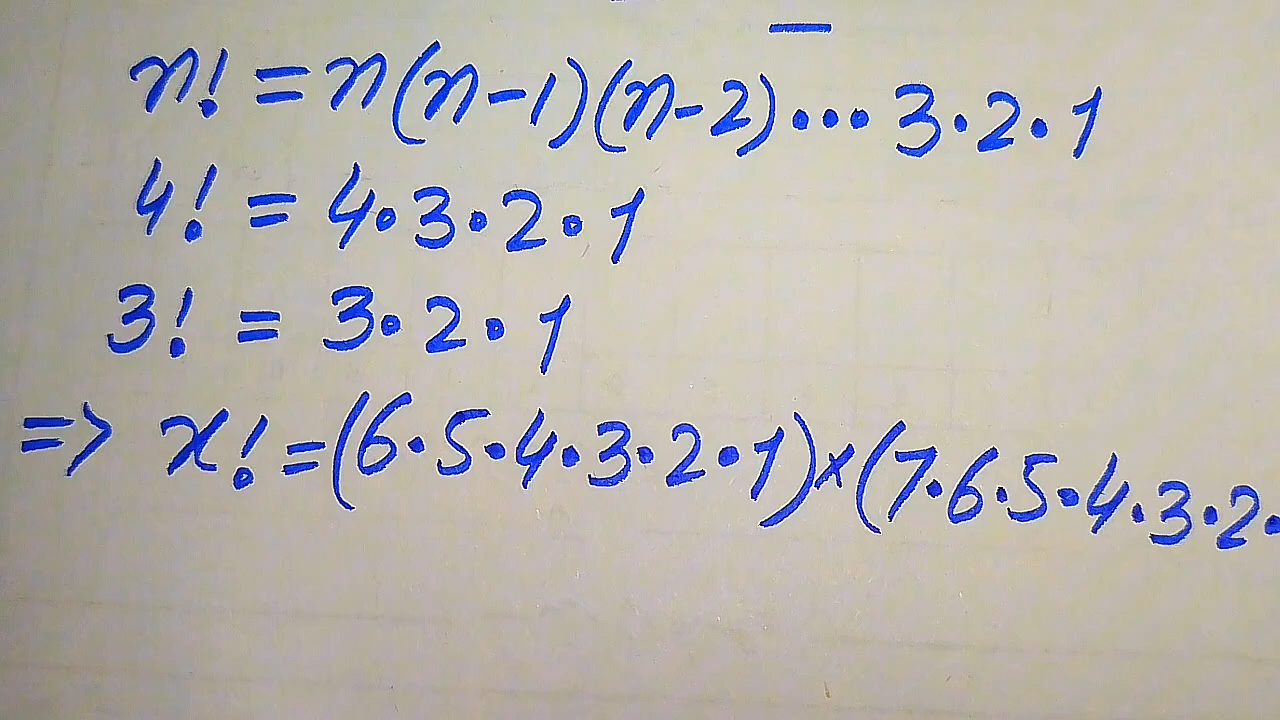 n! = n(n-1)(n-2)... 3·2·1
4! = 4·3·2·1
3! = 3·2·1
=> x! = (6·5·4·3·2·1)×(7·6·5·4·3·2·